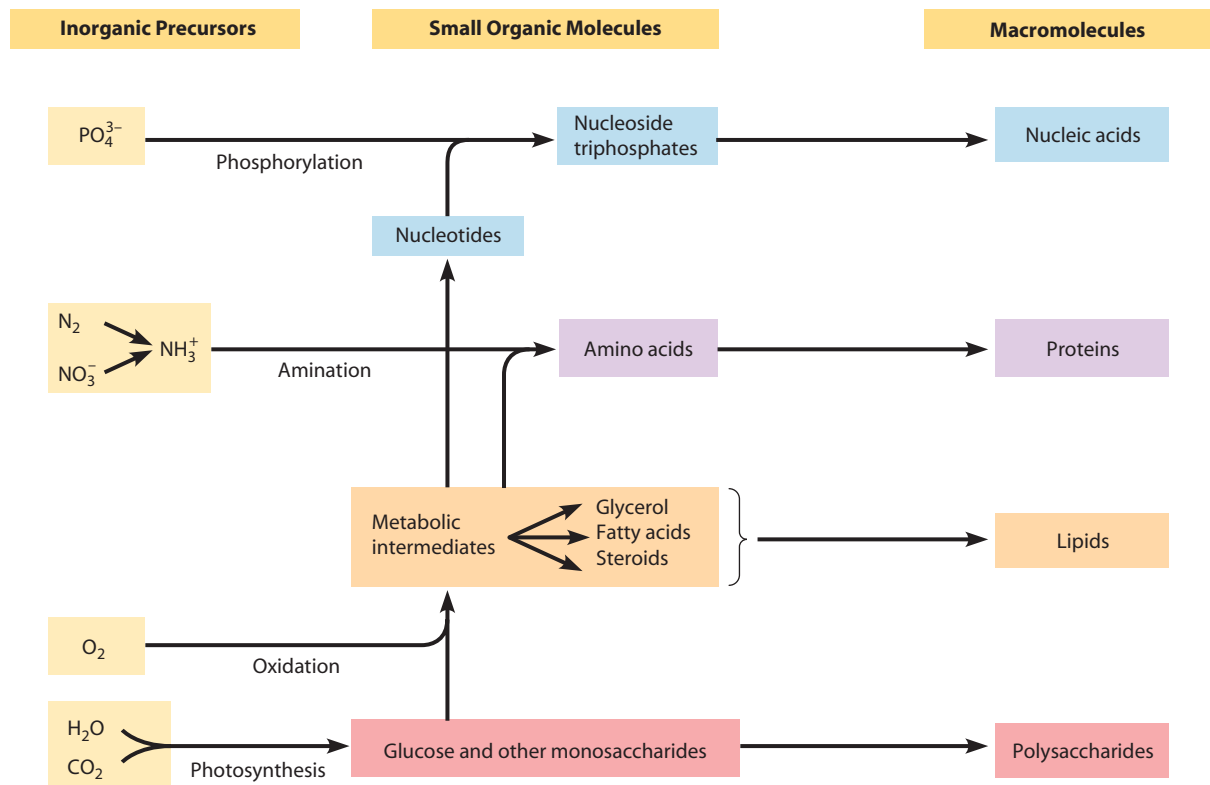 Inorganic Precursors
Small Organic Molecules
Macromolecules
PO₄³⁻
Phosphorylation
Nucleoside
triphosphates
Nucleic acids
Nucleotides
N₂
NO₃⁻
NH₃⁺
Amination
Amino acids
Proteins
Metabolic
intermediates
Glycerol
Fatty acids
Steroids
Lipids
O₂
Oxidation
H₂O
CO₂
Photosynthesis
Glucose and other monosaccharides
Polysaccharides